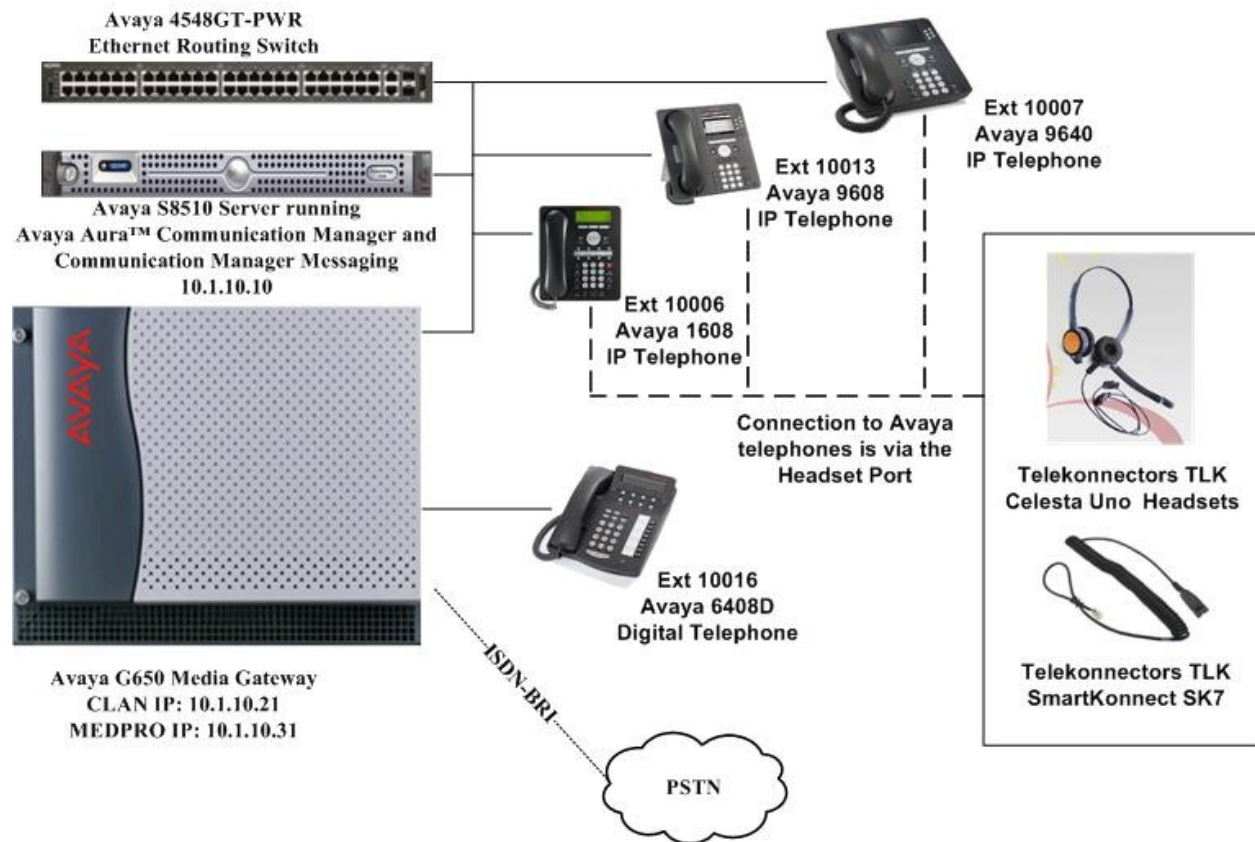 Avaya 4548GT-PWR
Ethernet Routing Switch
Avaya S8510 Server running
Avaya Aura™ Communication Manager and
Communication Manager Messaging
10.1.10.10
AVAYA
Avaya G650 Media Gateway
CLAN IP: 10.1.10.21
MEDPRO IP: 10.1.10.31
Ext 10007
Avaya 9640
IP Telephone
Ext 10013
Avaya 9608
IP Telephone
Ext 10006
Avaya 1608
IP Telephone
Connection to Avaya
telephones is via the
Headset Port
Ext 10016
Avaya 6408D
Digital Telephone
ISDN-BRI
PSTN
Telekonnectors TLK
Celesta Uno Headsets
Telekonnectors TLK
SmartKonnect SK7